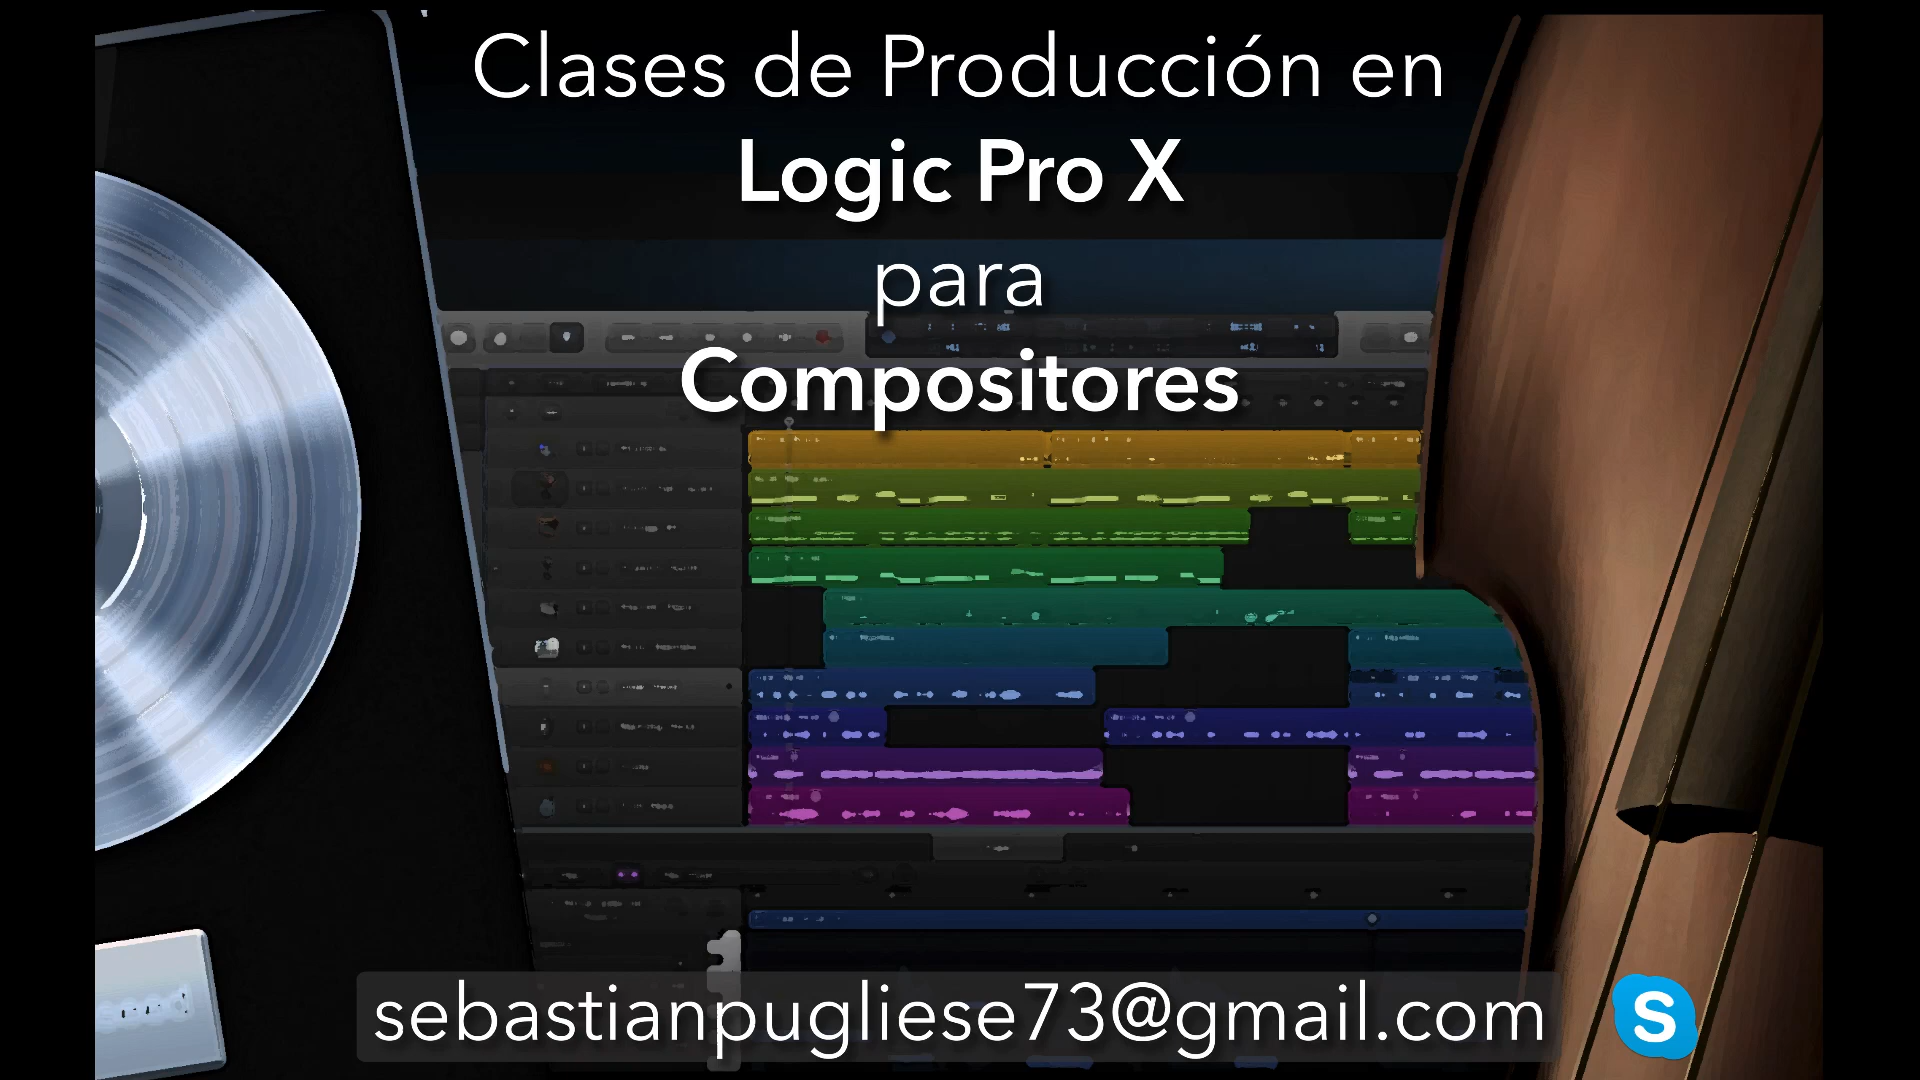 Clases de Producción en
Logic Pro X
para
Compositores
sebastianpugliese73@gmail.com
S